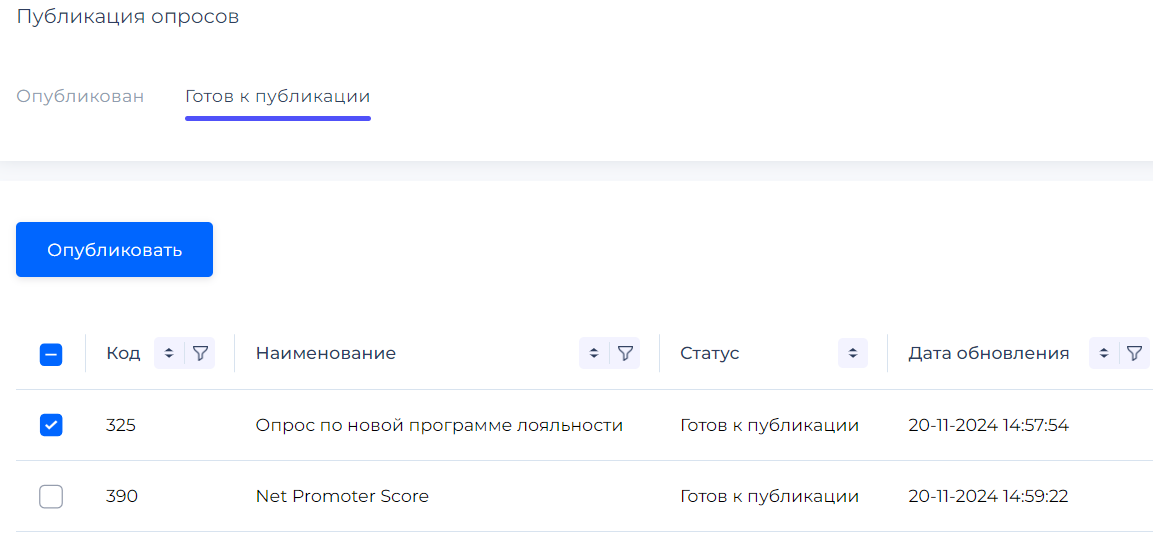 Публикация опросов
Опубликован Готов к публикации
Опубликовать
Код Наименование Статус Дата обновления
325 Опрос по новой программе лояльности Готов к публикации 20-11-2024 14:57:54
390 Net Promoter Score Готов к публикации 20-11-2024 14:59:22